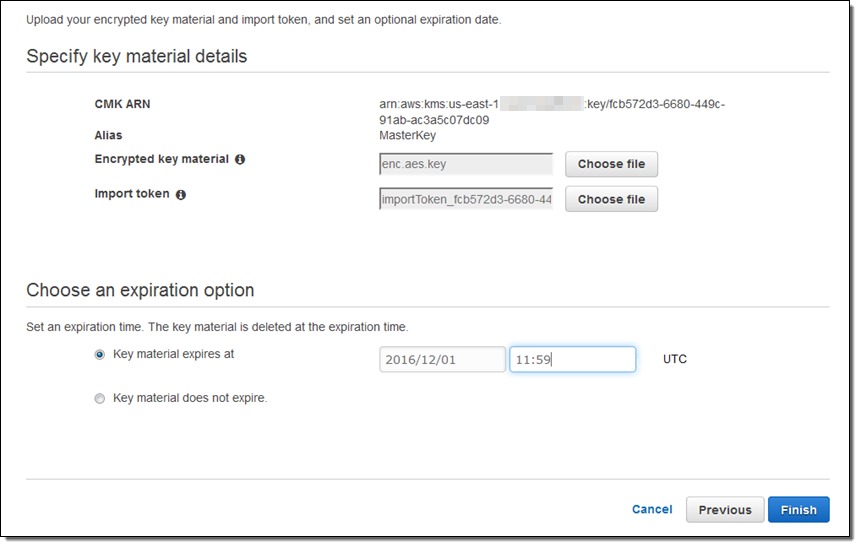 Upload your encrypted key material and import token, and set an optional expiration date.
Specify key material details
CMK ARN
arn:aws:kms:us-east-1 :key/fcb572d3-6680-449c-
91ab-ac3a5c07dc09
Alias
MasterKey
Encrypted key material
enc.aes.key
Choose file
Import token
importToken_fcb572d3-6680-44
Choose file
Choose an expiration option
Set an expiration time. The key material is deleted at the expiration time.
Key material expires at
2016/12/01
11:59
UTC
Key material does not expire.
Cancel
Previous
Finish